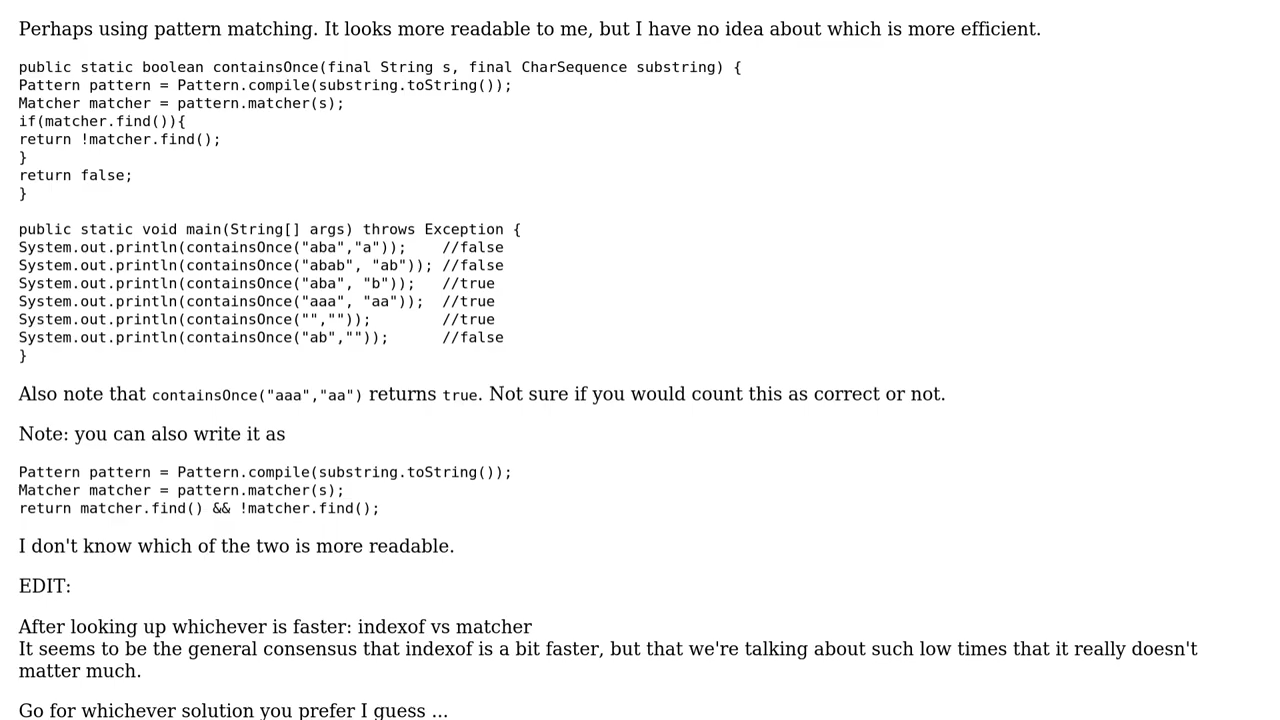 Perhaps using pattern matching. It looks more readable to me, but I have no idea about which is more efficient.
public static boolean containsOnce(final String s, final CharSequence substring) {
Pattern pattern = Pattern.compile(substring.toString());
Matcher matcher = pattern.matcher(s);
if(matcher.find()){
return !matcher.find();
}
return false;
}
public static void main(String[] args) throws Exception {
System.out.println(containsOnce("aba","a"));    //false
System.out.println(containsOnce("abab", "ab")); //false
System.out.println(containsOnce("aba", "b"));   //true
System.out.println(containsOnce("aaa", "aa"));  //true
System.out.println(containsOnce("",""));        //true
System.out.println(containsOnce("ab",""));      //false
}
Also note that containsOnce("aaa","aa") returns true. Not sure if you would count this as correct or not.
Note: you can also write it as
Pattern pattern = Pattern.compile(substring.toString());
Matcher matcher = pattern.matcher(s);
return matcher.find() && !matcher.find();
I don't know which of the two is more readable.
EDIT:
After looking up whichever is faster: indexof vs matcher
It seems to be the general consensus that indexof is a bit faster, but that we're talking about such low times that it really doesn't
matter much.
Go for whichever solution you prefer I guess ...